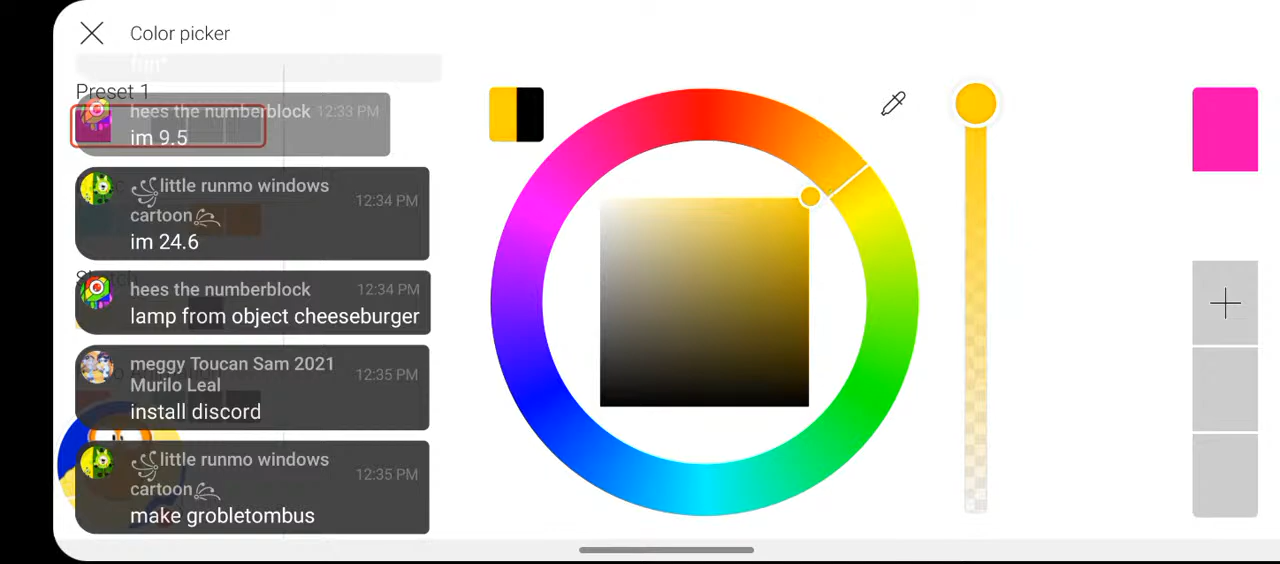 Color picker
fnn
Preset 1
hees the numberblock 12:33 PM
im 9.5
little runmo windows
cartoon 12:34 PM
im 24.6
Sketch
hees the numberblock 12:34 PM
lamp from object cheeseburger
meggy Toucan Sam 2021
Murilo Leal 12:35 PM
install discord
little runmo windows
cartoon 12:35 PM
make grobletombus